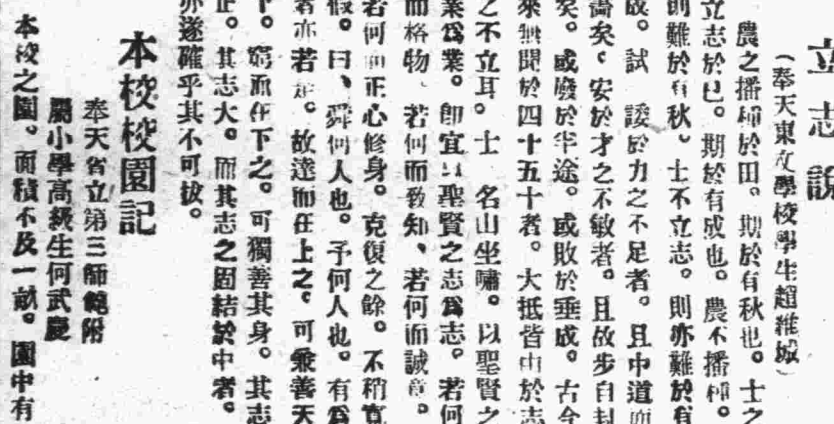 立志說
（奉天東文學校學生趙維城）
農之播種於田。期於有秋也。士之
立志於已。期於有成也。農不播種。
則難於有秋。士不立志。則亦難於有
成。試 諉於力之不足者。且中道而
畫矣。安於才之不敏者。且故步自封
矣。或廢於半途。或敗於垂成。古今
來無聞於四十五十者。大抵皆由於志
之不立耳。士 名山坐嘯。以聖賢之
業爲業。卽宜以聖賢之志爲志。若何
而格物、若何而致知、若何而誠意。
若何而正心修身。克復之餘。不稍寬
假。曰、舜何人也。予何人也。有爲
者亦若是。故達而在上之。可兼善天
下。窮而在下之。可獨善其身。其志
正。其志大。而其志之固結於中者。
亦遂確乎其不可拔。
本校校園記
奉天省立第三師範附
屬小學高級生何武慶
本校之園。面積不及一畝。園中有